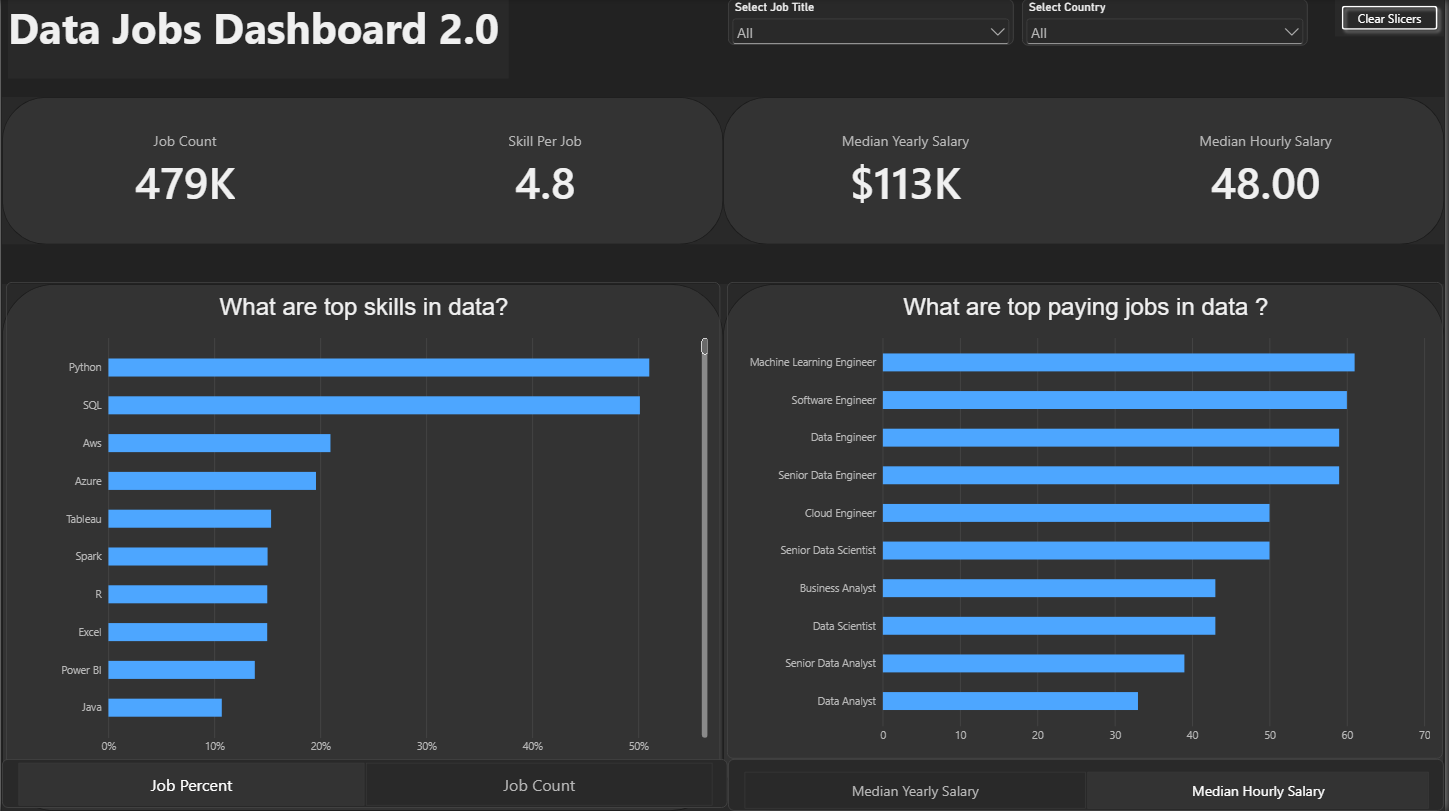 Data Jobs Dashboard 2.0
Select Job Title
All
Select Country
All
Clear Slicers
Job Count
479K
Skill Per Job
4.8
Median Yearly Salary
$113K
Median Hourly Salary
48.00
What are top skills in data?
Python
SQL
Aws
Azure
Tableau
Spark
R
Excel
Power BI
Java
0% 10% 20% 30% 40% 50%
Job Percent
Job Count
What are top paying jobs in data ?
Machine Learning Engineer
Software Engineer
Data Engineer
Senior Data Engineer
Cloud Engineer
Senior Data Scientist
Business Analyst
Data Scientist
Senior Data Analyst
Data Analyst
0 10 20 30 40 50 60 70
Median Yearly Salary
Median Hourly Salary